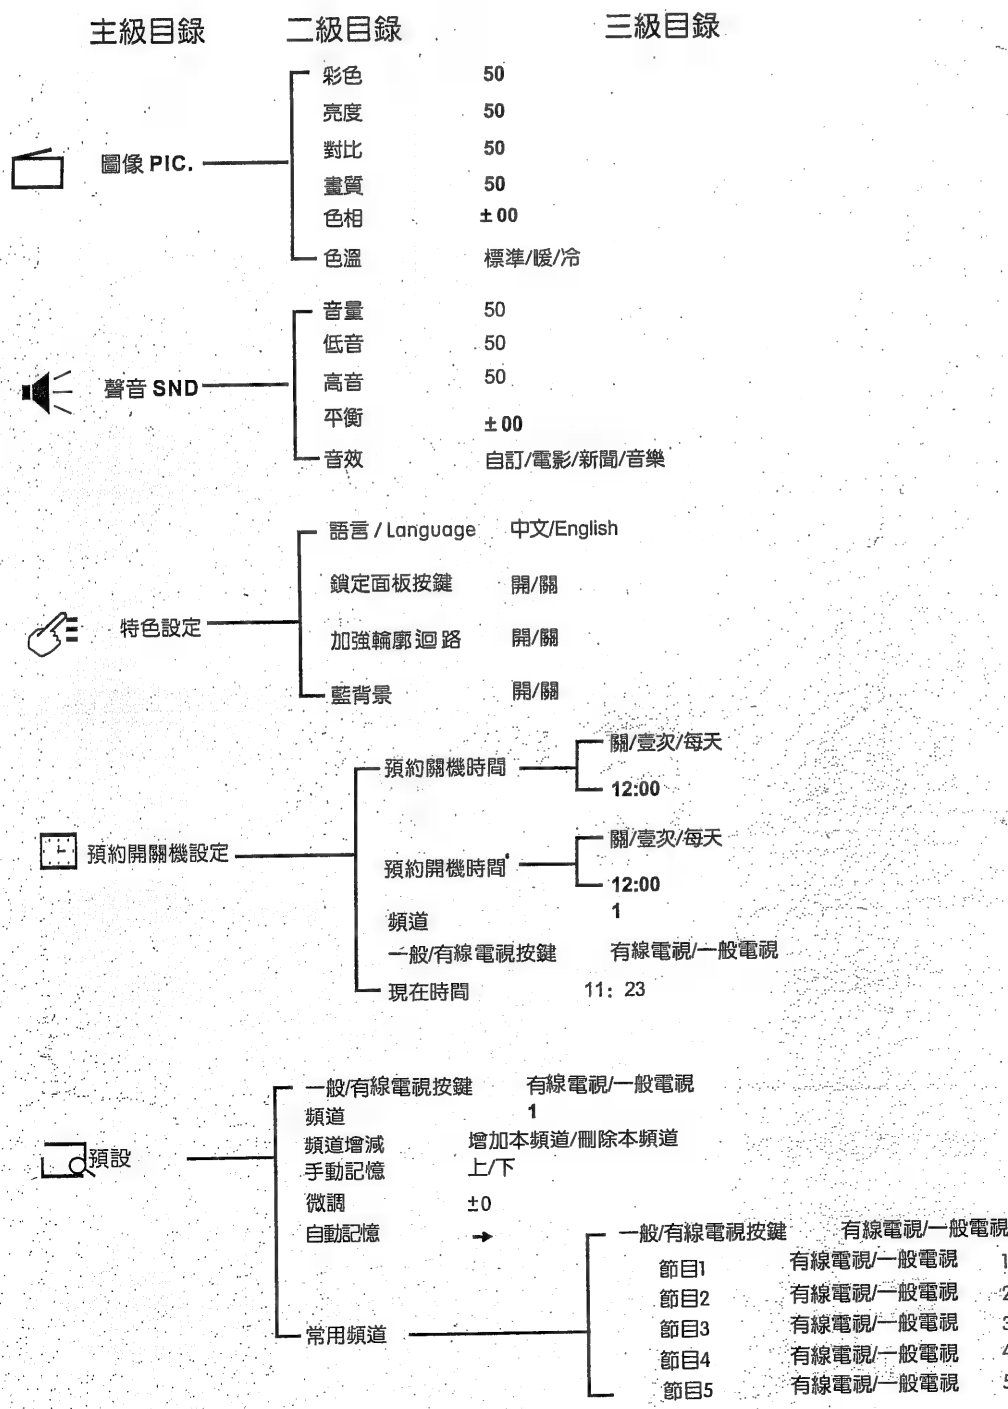 主級目錄 二級目錄 三級目錄
彩色 50
亮度 50
對比 50
圖像 PIC.
畫質 50
色相 ±00
色溫 標準/暖/冷
音量 50
低音 50
高音 50
聲音 SND
平衡 ±00
音效 自訂/電影/新聞/音樂
語言 / Language 中文/English
鎖定面板按鍵 開/關
特色設定
加強輪廓迴路 開/關
藍背景 開/關
關/壹次/每天
預約關機時間
12:00
關/壹次/每天
預約開關機設定
預約開機時間
12:00
頻道 1
一般/有線電視按鍵 有線電視/一般電視
現在時間 11: 23
一般/有線電視按鍵 有線電視/一般電視
頻道 1
頻道增減 增加本頻道/刪除本頻道
預設
手動記憶 上/下
微調 ±0
自動記憶 →
一般/有線電視按鍵 有線電視/一般電視
節目1 有線電視/一般電視 1
節目2 有線電視/一般電視 2
常用頻道
節目3 有線電視/一般電視 3
節目4 有線電視/一般電視 4
節目5 有線電視/一般電視 5